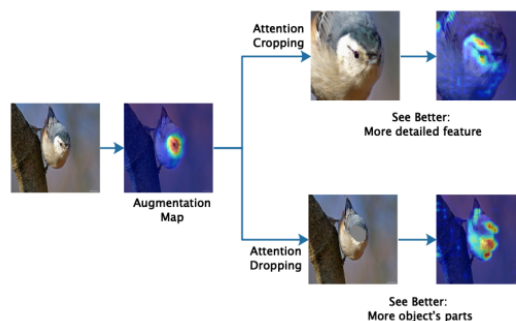 Attention
Cropping
See Better:
More detailed feature
Augmentation
Map
Attention
Dropping
See Better:
More object's parts